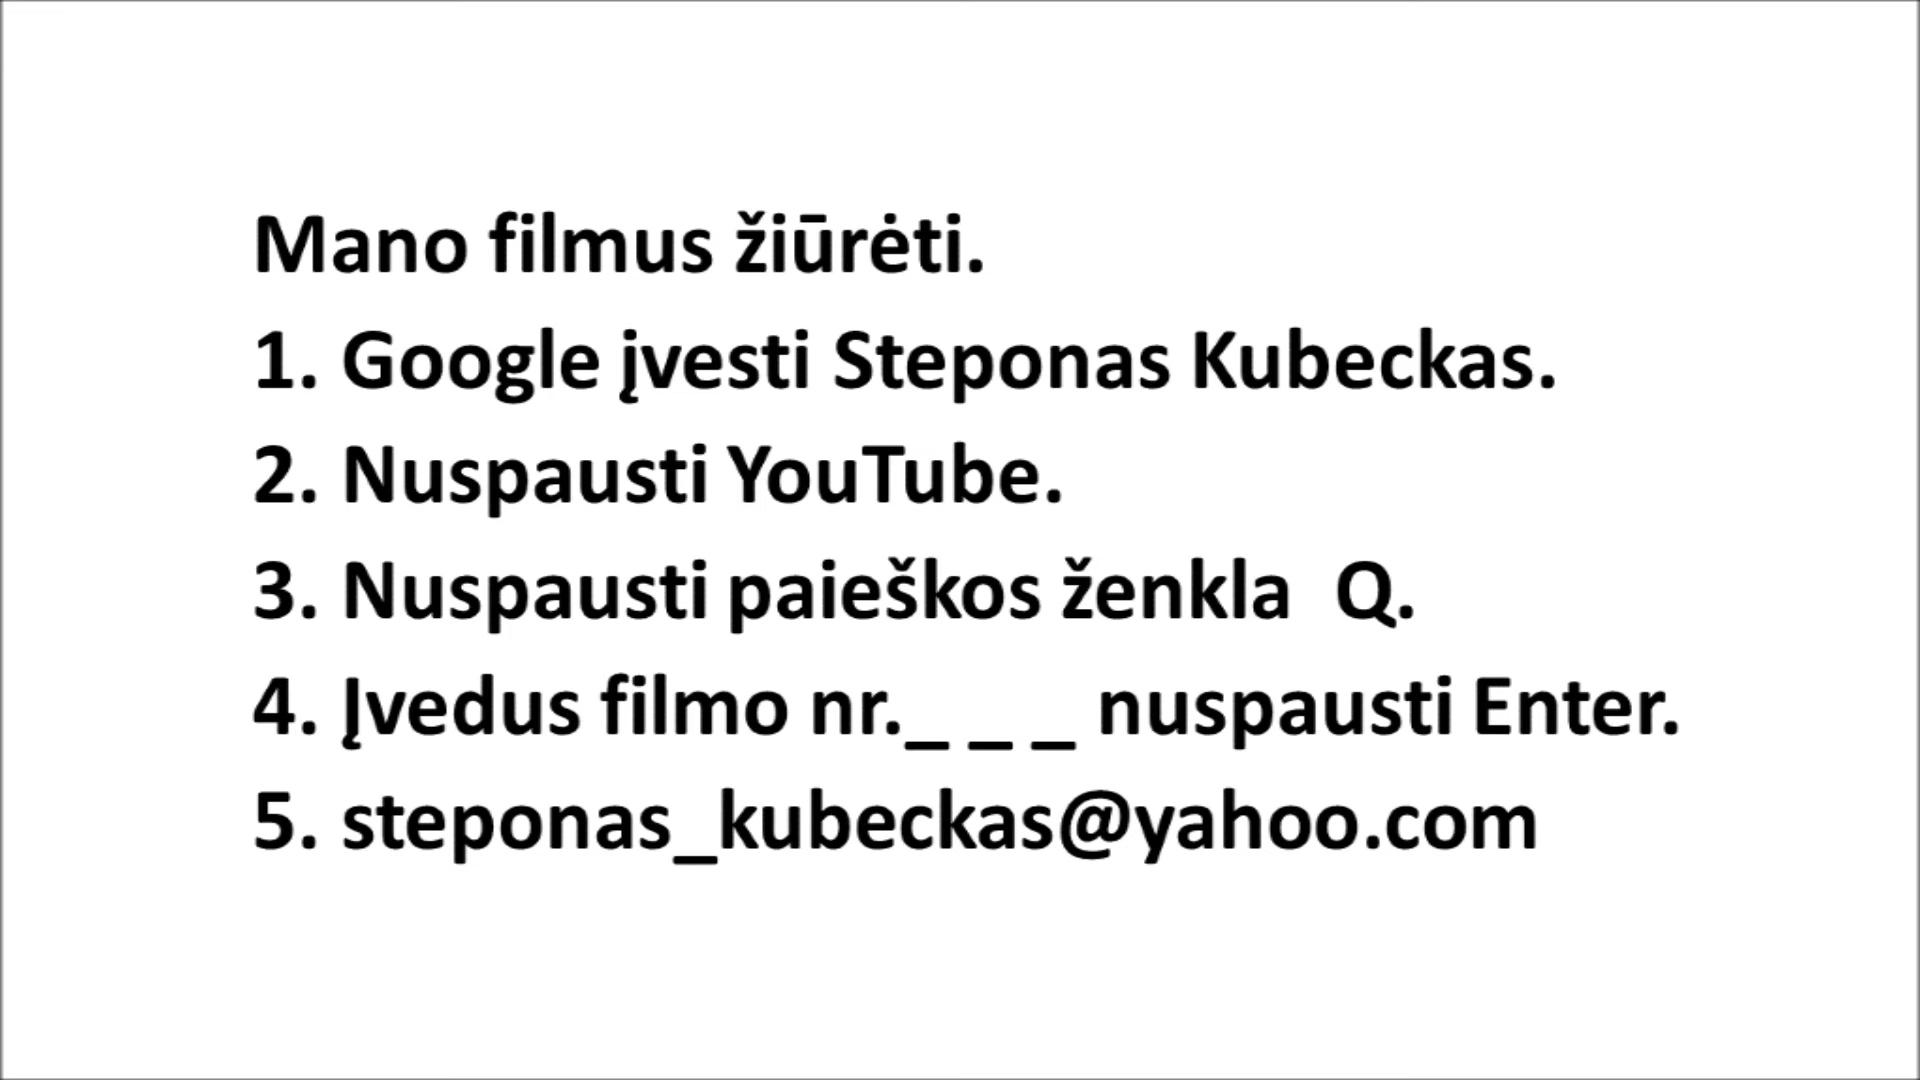 Mano filmus žiūrėti.
1. Google įvesti Steponas Kubeckas.
2. Nuspausti YouTube.
3. Nuspausti paieškos ženkla Q.
4. Įvedus filmo nr._ _ _ nuspausti Enter.
5. steponas_kubeckas@yahoo.com